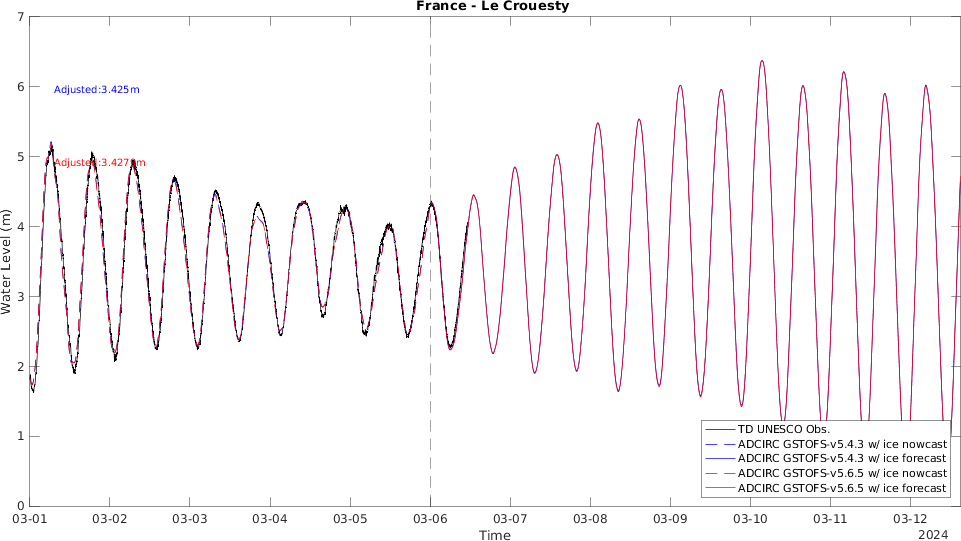 France - Le Crouesty
7
6
5
4
3
2
1
0
Water Level (m)
Adjusted:3.425m
Adjusted:3.427
TD UNESCO Obs.
ADCIRC GSTOFS-v5.4.3 w/ ice nowcast
ADCIRC GSTOFS-v5.4.3 w/ ice forecast
ADCIRC GSTOFS-v5.6.5 w/ ice nowcast
ADCIRC GSTOFS-v5.6.5 w/ ice forecast
03-01 03-02 03-03 03-04 03-05 03-06 03-07 03-08 03-09 03-10 03-11 03-12
Time
2024